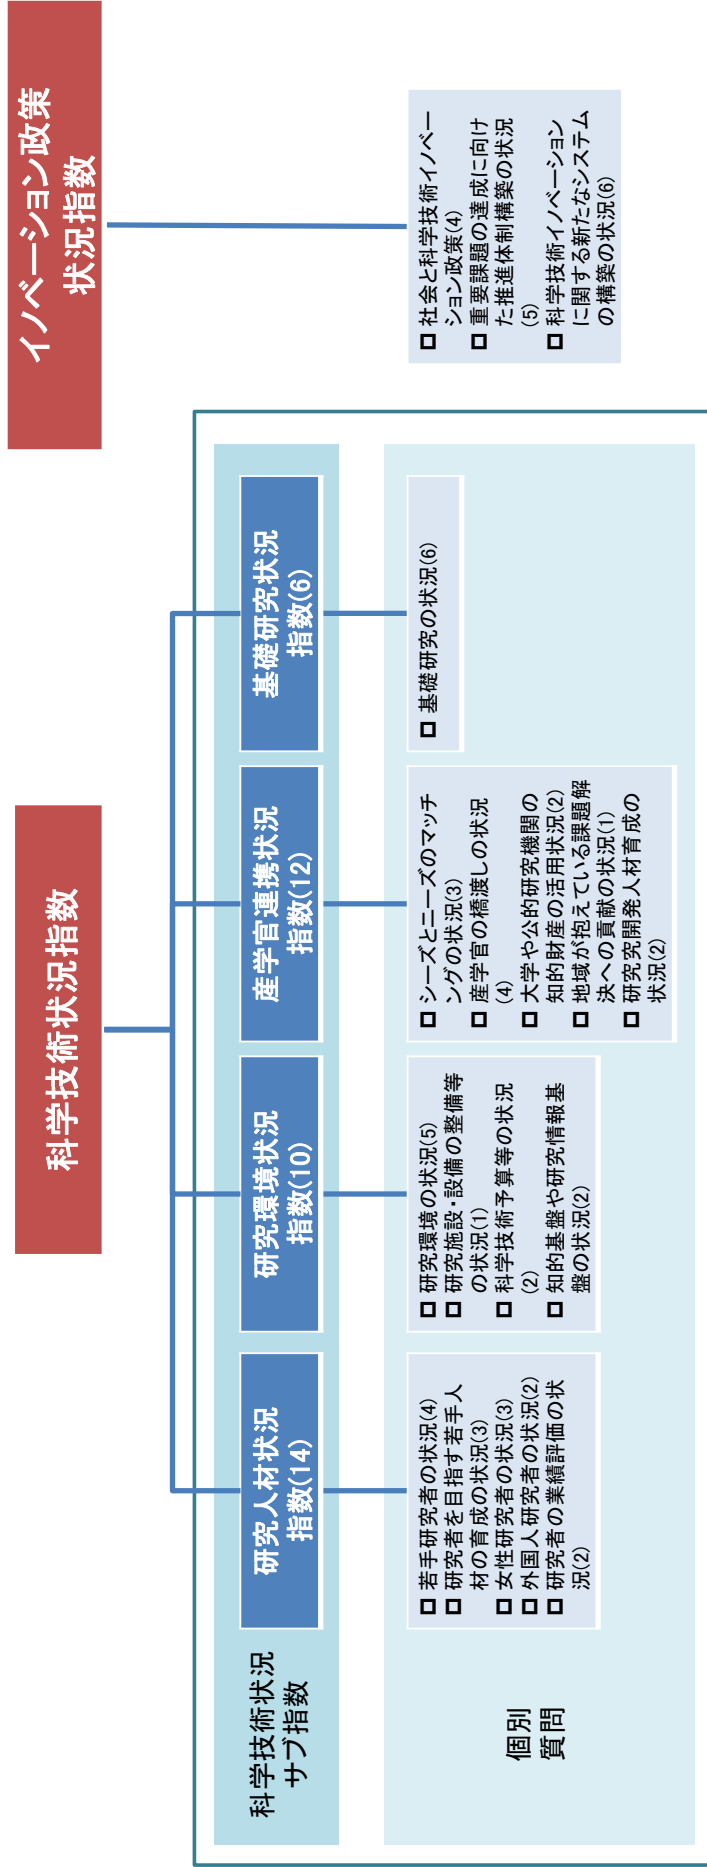 科学技術状況指数
イノベーション政策
状況指数
科学技術状況
サブ指数
研究人材状況
指数(14)
研究環境状況
指数(10)
産学官連携状況
指数(12)
基礎研究状況
指数(6)
個別
質問
□ 若手研究者の状況(4)
□ 研究者を目指す若手人
材の育成の状況(3)
□ 女性研究者の状況(3)
□ 外国人研究者の状況(2)
□ 研究者の業績評価の状
況(2)
□ 研究環境の状況(5)
□ 研究施設・設備の整備等
の状況(1)
□ 科学技術予算等の状況
(2)
□ 知的基盤や研究情報基
盤の状況(2)
□ シーズとニーズのマッチ
ングの状況(3)
□ 産学官の橋渡しの状況
(4)
□ 大学や公的研究機関の
知的財産の活用状況(2)
□ 地域が抱えている課題解
決への貢献の状況(1)
□ 研究開発人材育成の
状況(2)
□ 基礎研究の状況(6)
□ 社会と科学技術イノベー
ション政策(4)
□ 重要課題の達成に向け
た推進体制構築の状況
(5)
□ 科学技術イノベーション
に関する新たなシステム
の構築の状況(6)